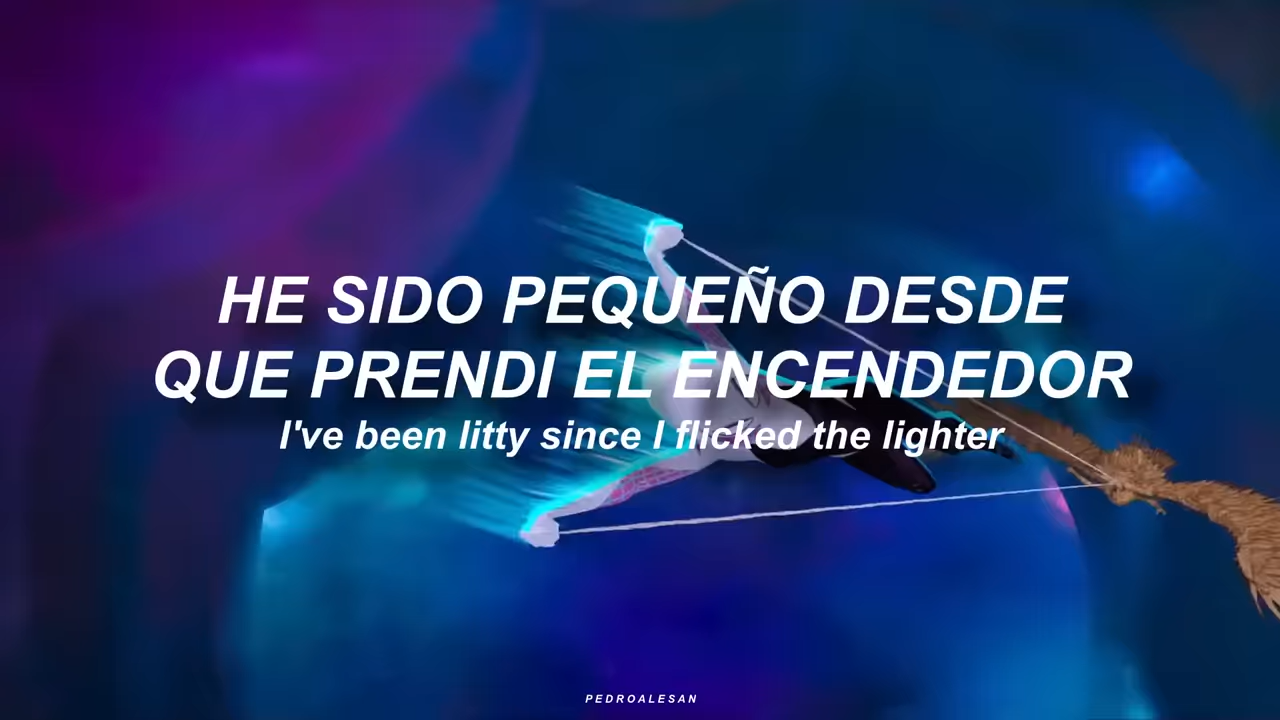 HE SIDO PEQUEÑO DESDE
QUE PRENDI EL ENCENDEDOR
I've been litty since I flicked the lighter
PEDROALESAN